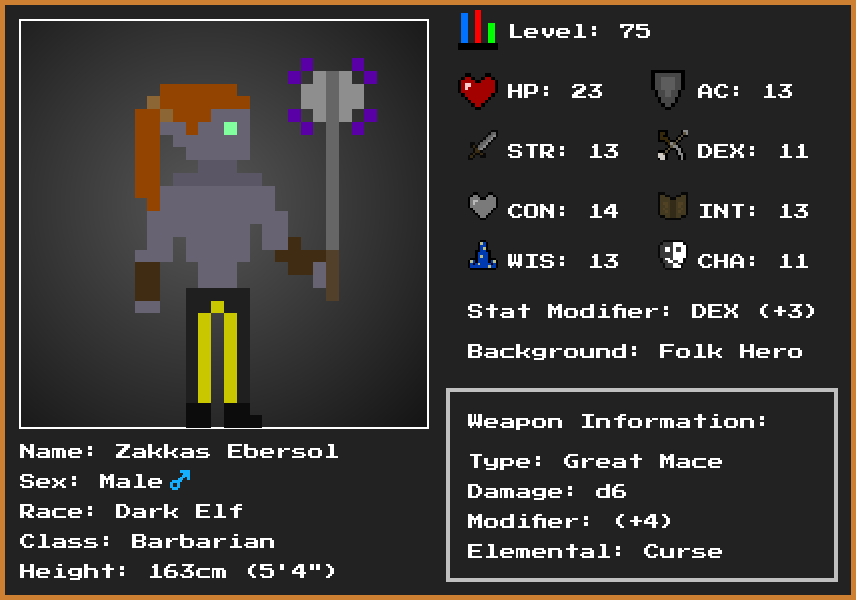 Level: 75
HP: 23 AC: 13
STR: 13 DEX: 11
CON: 14 INT: 13
WIS: 13 CHA: 11
Stat Modifier: DEX (+3)
Background: Folk Hero
Weapon Information:
Type: Great Mace
Damage: d6
Modifier: (+4)
Elemental: Curse
Name: Zakkas Ebersol
Sex: Male ♂
Race: Dark Elf
Class: Barbarian
Height: 163cm (5'4")